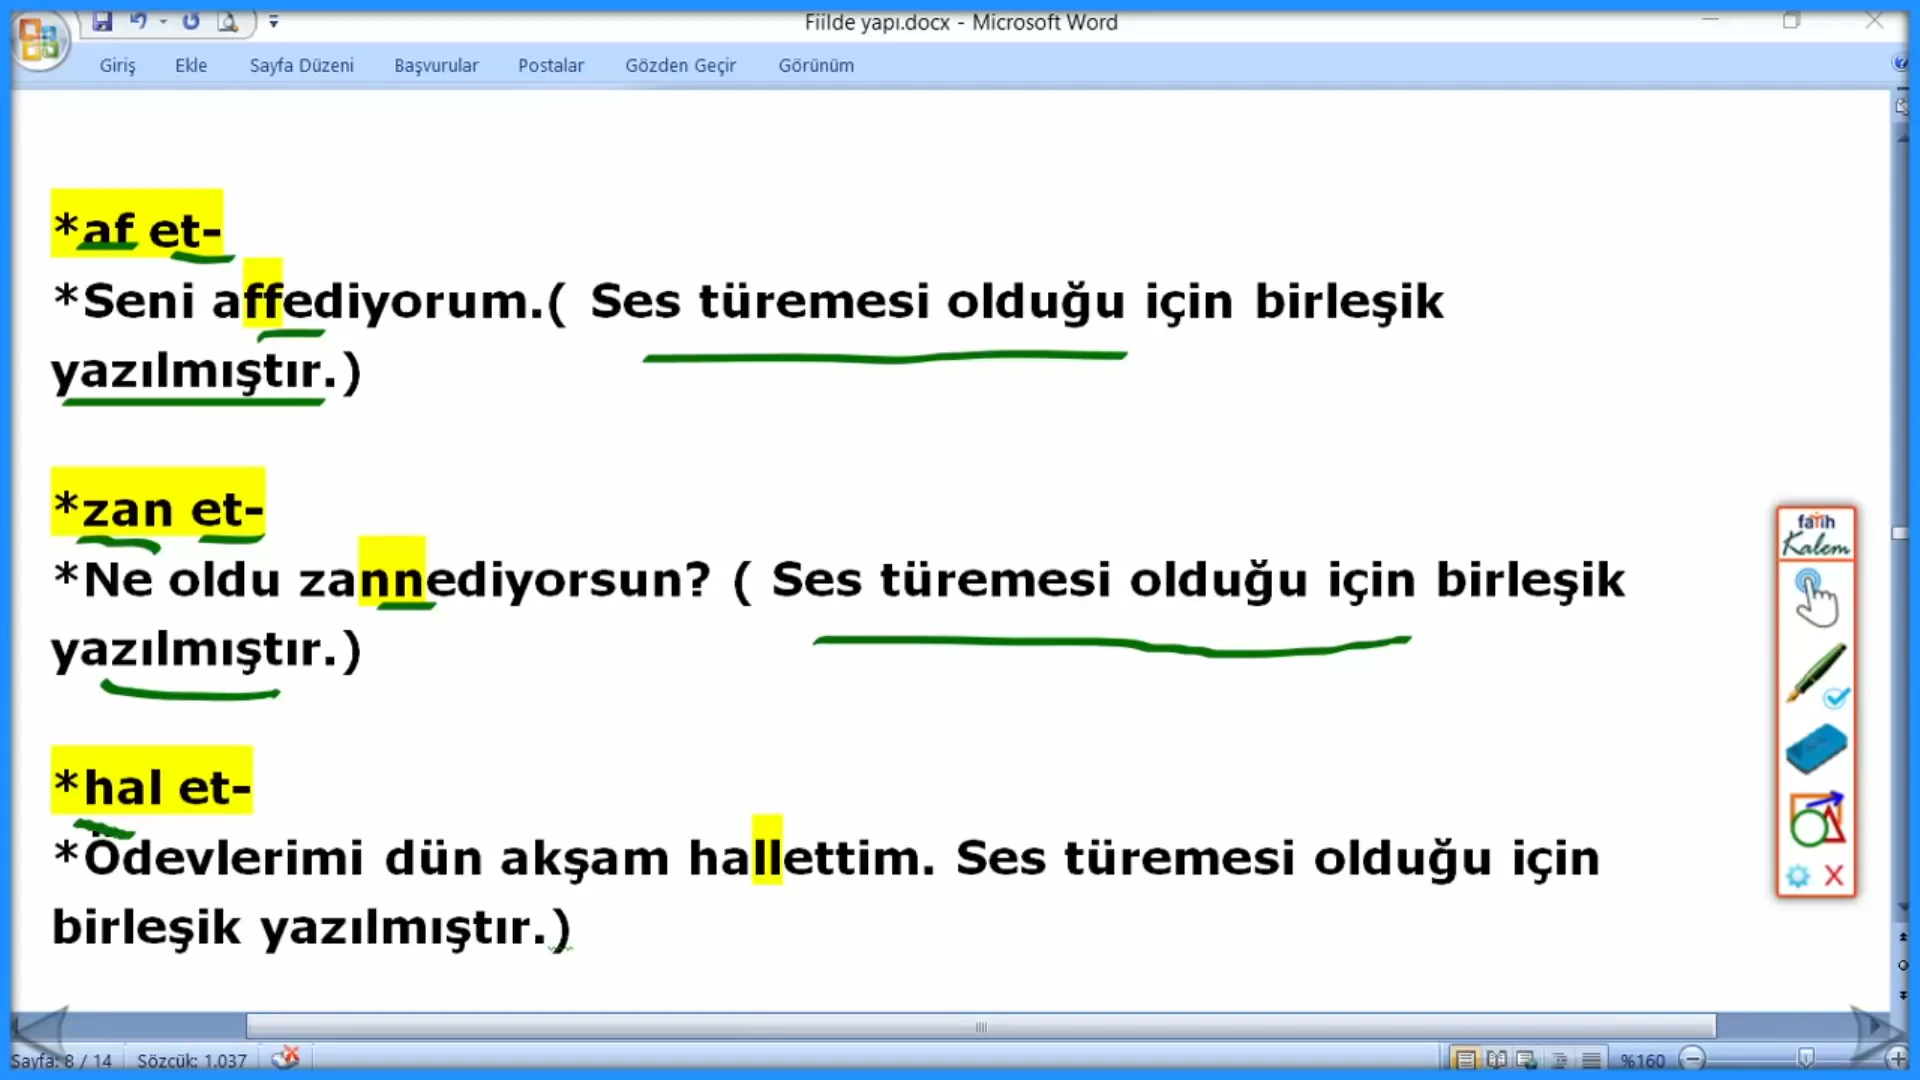 Fiilde yapı.docx - Microsoft Word
Giriş Ekle Sayfa Düzeni Başvurular Postalar Gözden Geçir Görünüm
*af et-
*Seni affediyorum.( Ses türemesi olduğu için birleşik
yazılmıştır.)
*zan et-
*Ne oldu zannediyorsun? ( Ses türemesi olduğu için birleşik
yazılmıştır.)
*hal et-
*Ödevlerimi dün akşam hallettim. Ses türemesi olduğu için
birleşik yazılmıştır.)
fatih
Kalem
Sayfa: 8 / 14 Sözcük: 1.037 %160